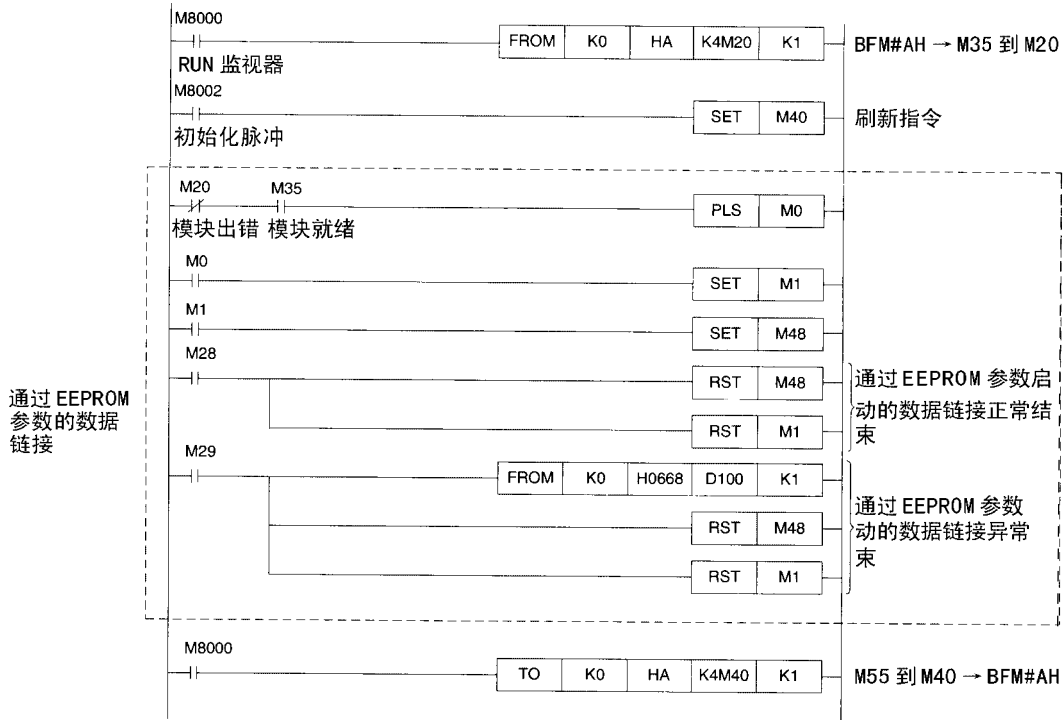 M8000
FROM K0 HA K4M20 K1
BFM#AH → M35 到 M20
RUN 监视器
M8002
SET M40
刷新指令
初始化脉冲
M20 M35
PLS M0
模块出错 模块就绪
M0
SET M1
M1
SET M48
M28
RST M48
RST M1
通过 EEPROM 参数启
动的数据链接正常结
束
通过 EEPROM
参数的数据
链接
M29
FROM K0 H0668 D100 K1
RST M48
RST M1
通过 EEPROM 参数
动的数据链接异常
束
M8000
TO K0 HA K4M40 K1
M55 到 M40 → BFM#AH